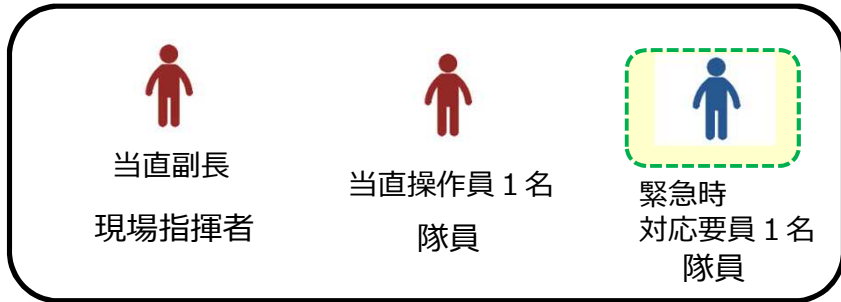 当直副長
現場指揮者
当直操作員１名
隊員
緊急時
対応要員１名
隊員